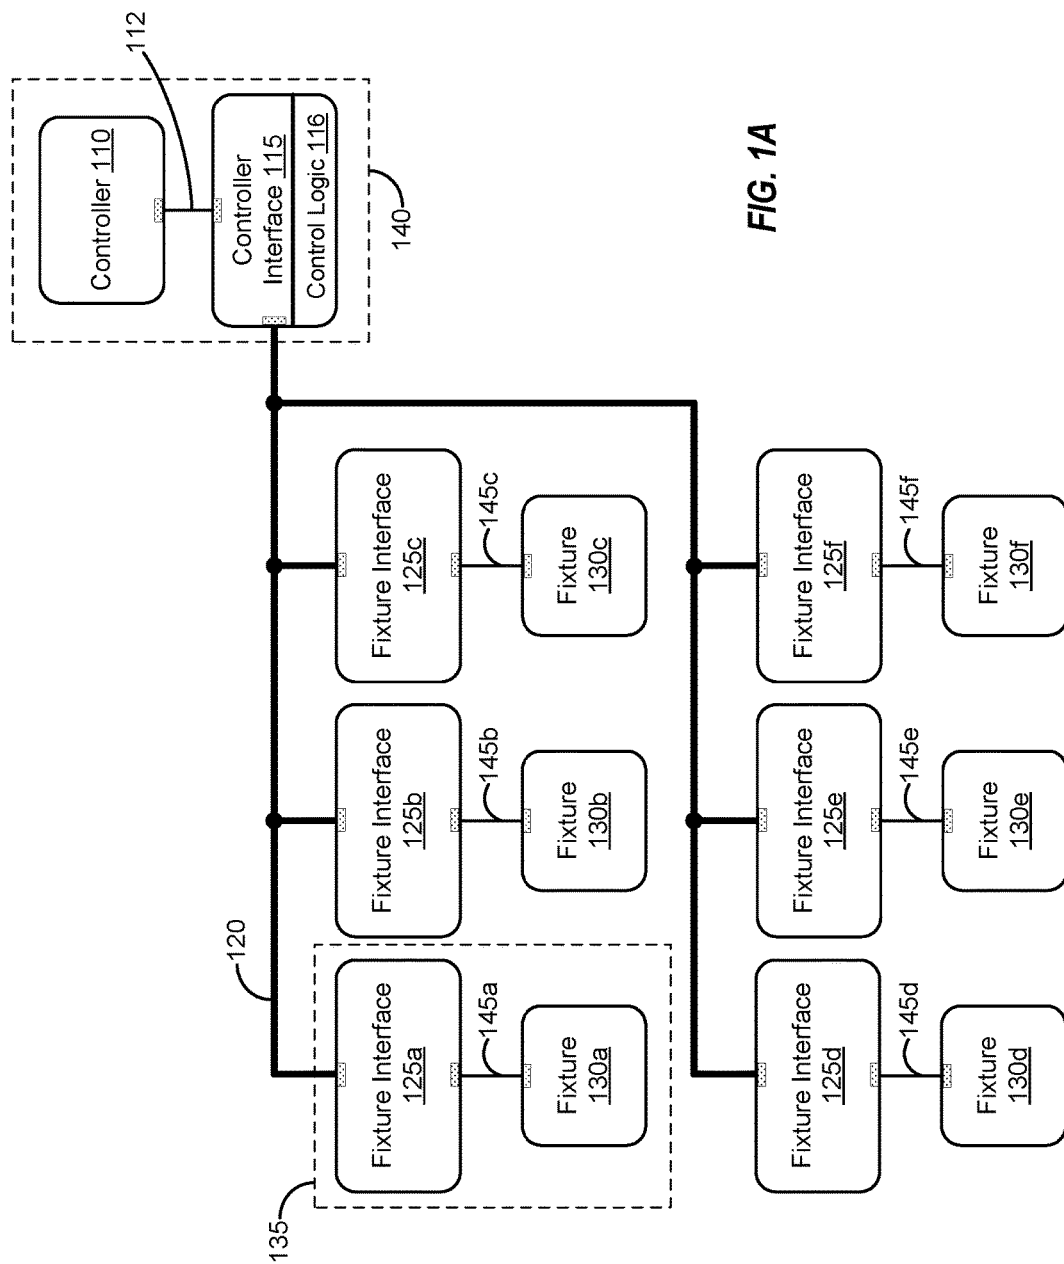 112
Controller 110
Controller
Interface 115
Control Logic 116
140
120
135
Fixture Interface
125a
145a
Fixture
130a
Fixture Interface
125b
145b
Fixture
130b
Fixture Interface
125c
145c
Fixture
130c
Fixture Interface
125d
145d
Fixture
130d
Fixture Interface
125e
145e
Fixture
130e
Fixture Interface
125f
145f
Fixture
130f
FIG. 1A